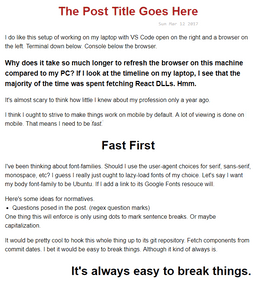 The Post Title Goes Here
Sun Mar 12 2017
I do like this setup of working on my laptop with VS Code open on the right and a browser on
the left. Terminal down below. Console below the browser.
Why does it take so much longer to refresh the browser on this machine
compared to my PC? If I look at the timeline on my laptop, I see that the
majority of the time was spent fetching React DLLs. Hmm.
It's almost scary to think how little I knew about my profession only a year ago.
I think I ought to strive to make things work on mobile by default. A lot of viewing is done on
mobile. That means I need to be fast!
Fast First
I've been thinking about font-families. Should I use the user-agent choices for serif, sans-serif,
monospace, etc? I guess I really just ought to lazy-load fonts of my choice. Let's say I want
my body font-family to be Ubuntu. If I add a link to its Google Fonts resouce will
Here's some ideas for normatives.
• Questions posed in the post. (regex question marks)
One thing this will enforce is only using dots to mark sentence breaks. Or maybe
capitalization.
It would be pretty cool to hook this whole thing up to its git repository. Fetch components from
commit dates. I bet it would be easy to break things. Although it kind of always is.
It's always easy to break things.